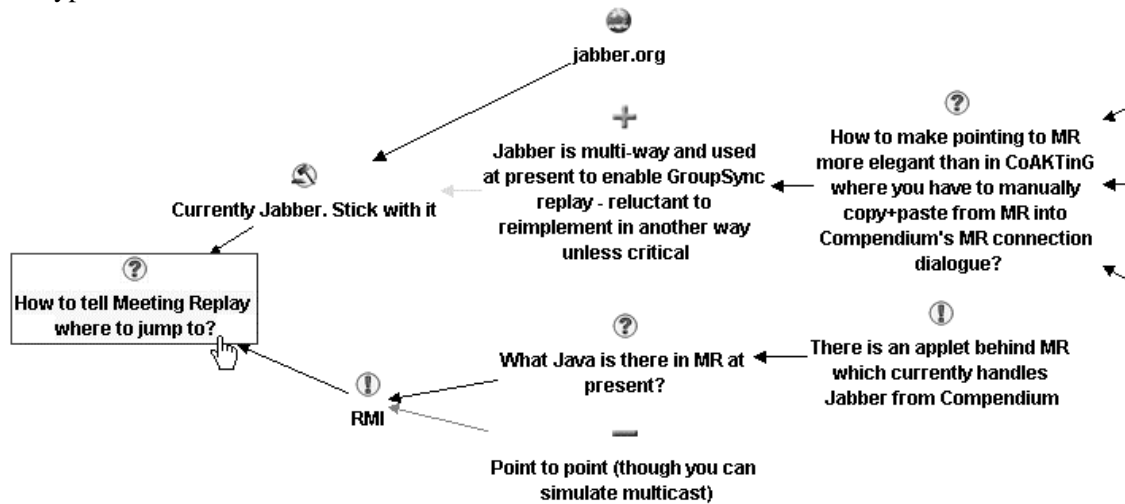 jabber.org
Jabber is multi-way and used
at present to enable GroupSync
replay - reluctant to
reimplement in another way
unless critical
How to make pointing to MR
more elegant than in CoAKTinG
where you have to manually
copy+paste from MR into
Compendium's MR connection
dialogue?
Currently Jabber. Stick with it
How to tell Meeting Replay
where to jump to?
What Java is there in MR at
present?
There is an applet behind MR
which currently handles
Jabber from Compendium
RMI
Point to point (though you can
simulate multicast)